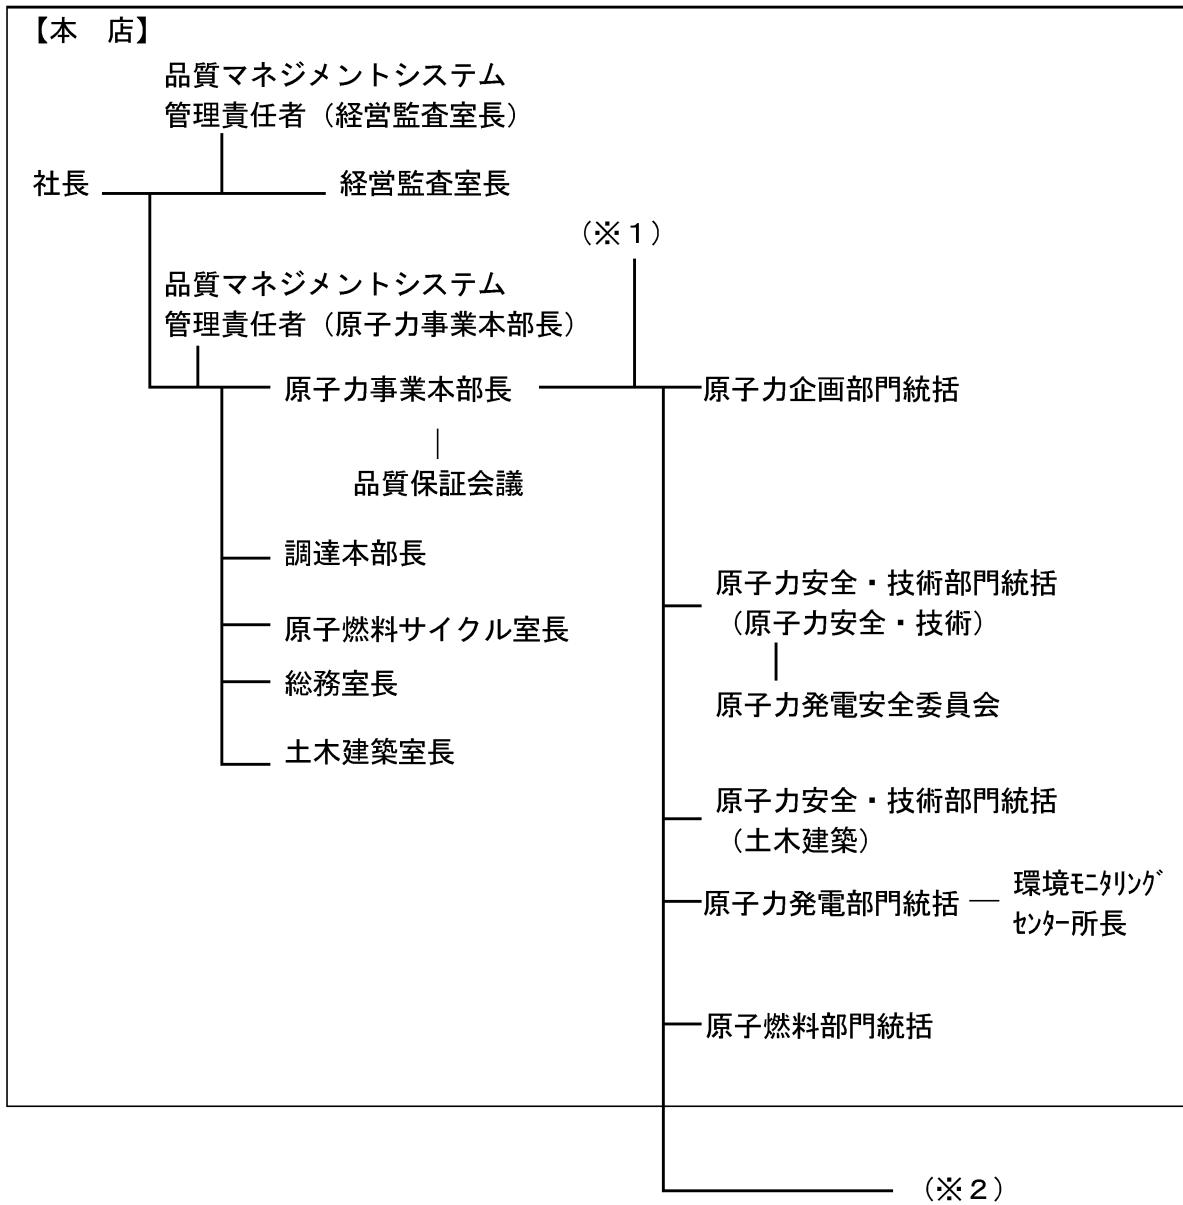 【本　店】
品質マネジメントシステム
管理責任者（経営監査室長）
社長
経営監査室長
（※１）
品質マネジメントシステム
管理責任者（原子力事業本部長）
原子力事業本部長
原子力企画部門統括
品質保証会議
調達本部長
原子力安全・技術部門統括
（原子力安全・技術）
原子燃料サイクル室長
総務室長
原子力発電安全委員会
土木建築室長
原子力安全・技術部門統括
（土木建築）
原子力発電部門統括
環境ﾓﾆﾀﾘﾝｸﾞ
ｾﾝﾀｰ所長
原子燃料部門統括
（※２）